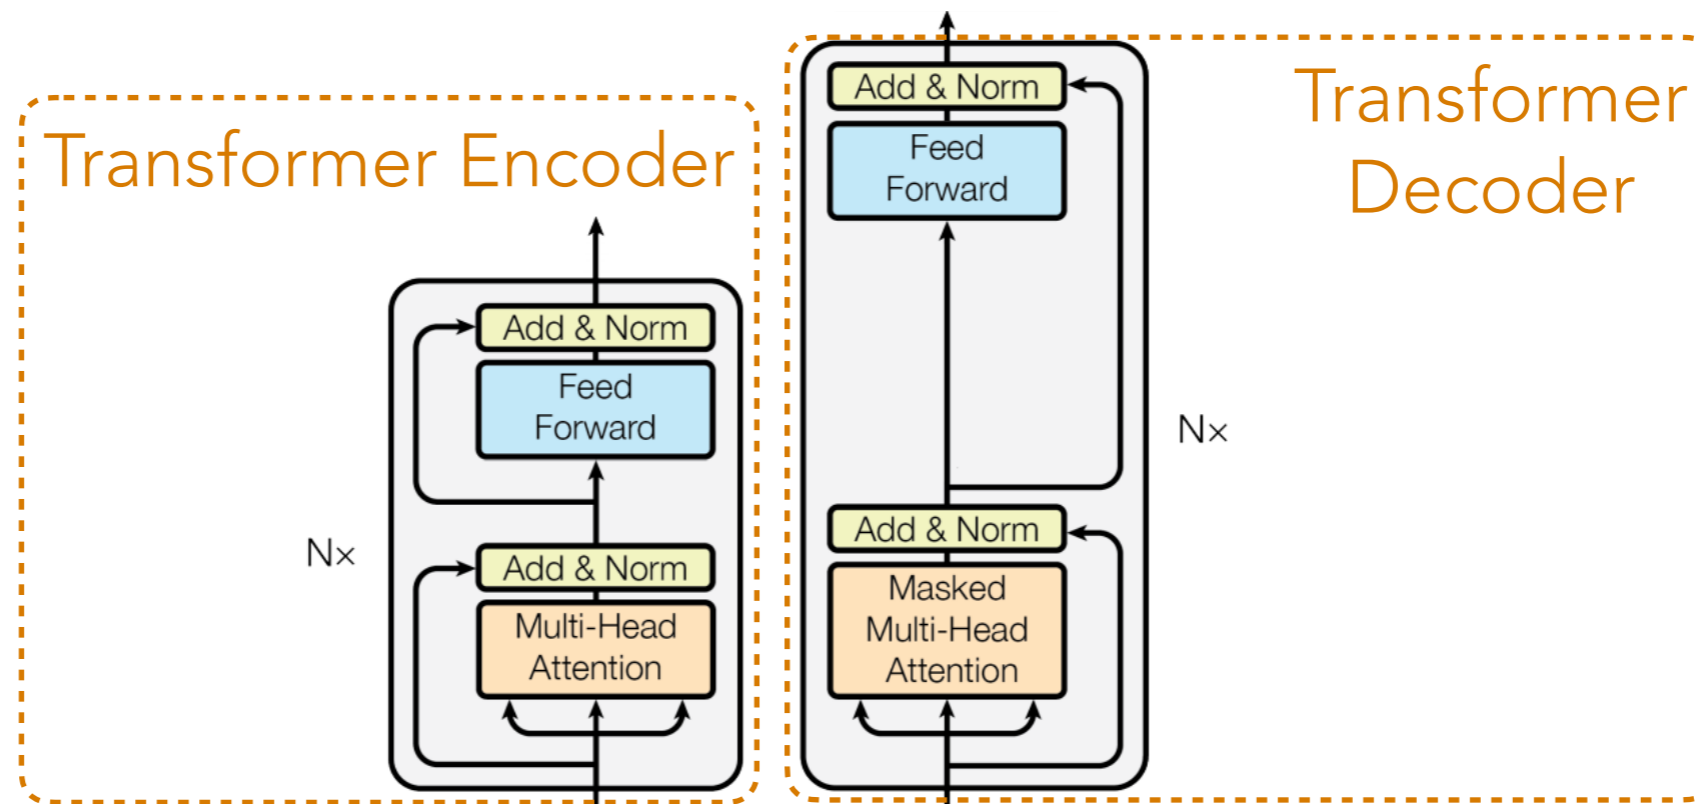 Transformer Encoder
Add & Norm
Feed
Forward
Nx
Add & Norm
Multi-Head
Attention
Transformer
Decoder
Add & Norm
Feed
Forward
Nx
Add & Norm
Masked
Multi-Head
Attention